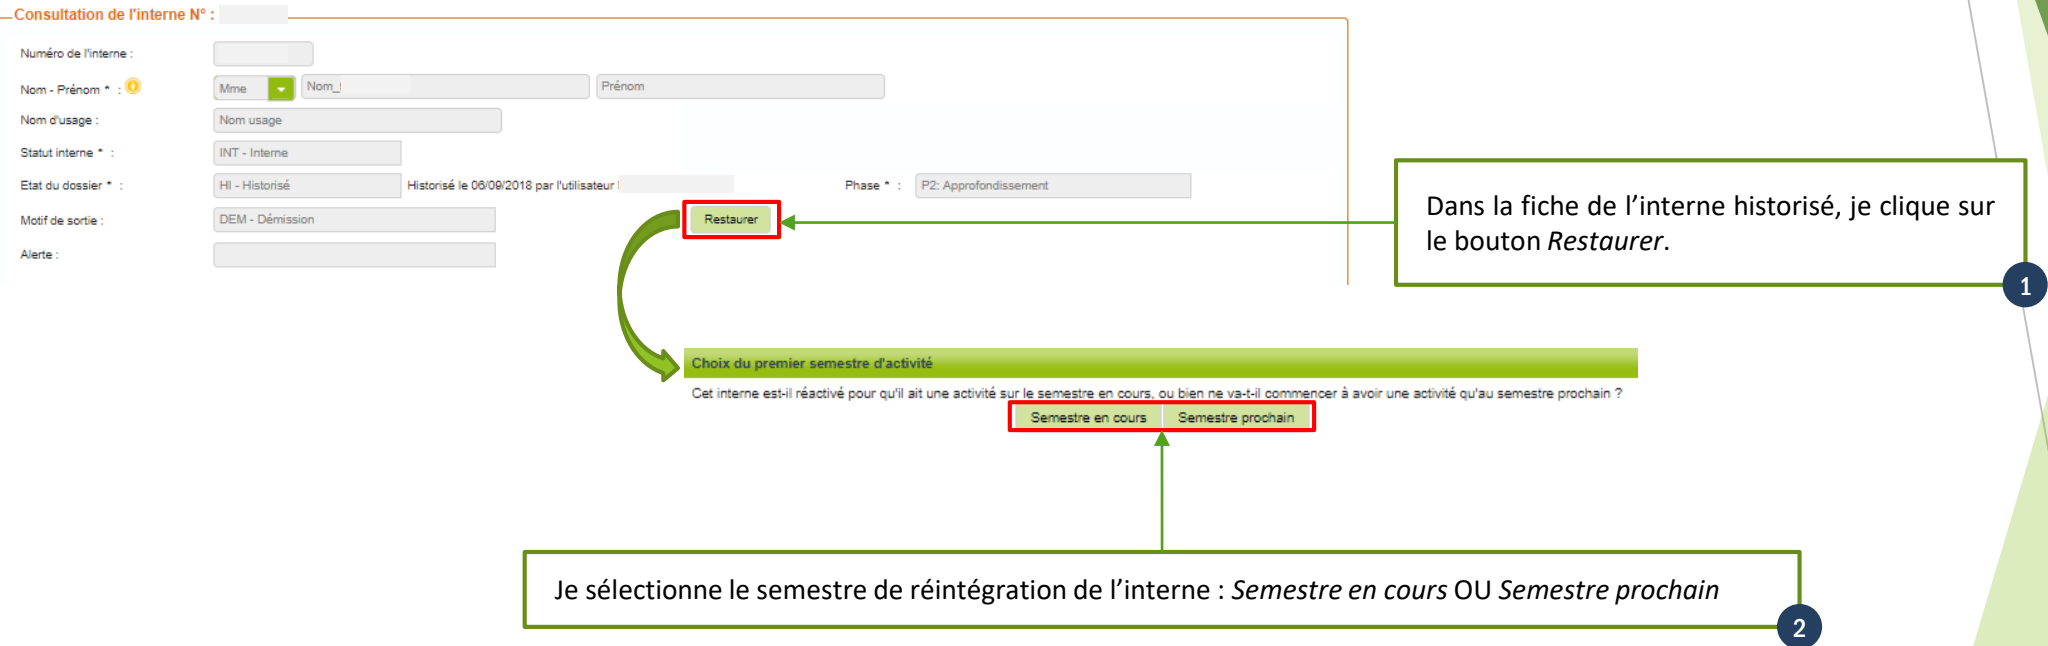 Consultation de l'interne N° :
Numéro de l'interne :
Nom - Prénom * : Mme Nom_ Prénom
Nom d'usage : Nom usage
Statut interne * : INT - Interne
Etat du dossier * : HI - Historisé Historisé le 06/09/2018 par l'utilisateur Phase * : P2: Approfondissement
Motif de sortie : DEM - Démission Restaurer
Alerte :
Dans la fiche de l'interne historisé, je clique sur
le bouton Restaurer.
1
Choix du premier semestre d'activité
Cet interne est-il réactivé pour qu'il ait une activité sur le semestre en cours, ou bien ne va-t-il commencer à avoir une activité qu'au semestre prochain ?
Semestre en cours Semestre prochain
Je sélectionne le semestre de réintégration de l'interne : Semestre en cours OU Semestre prochain
2